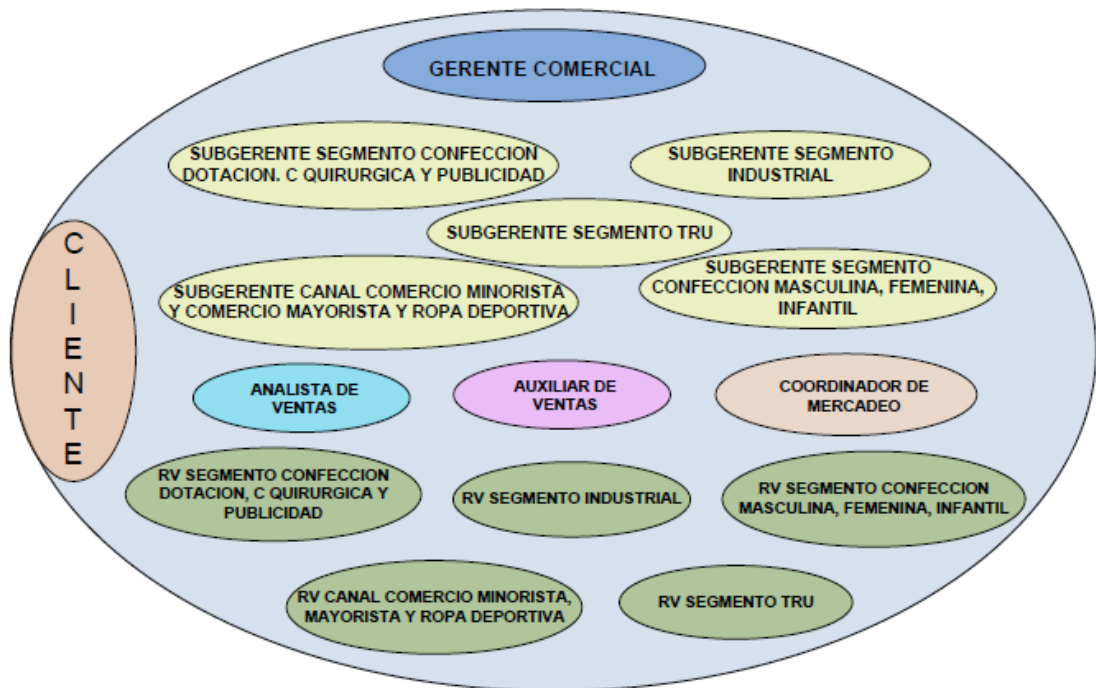 GERENTE COMERCIAL
SUBGERENTE SEGMENTO CONFECCION
DOTACION. C QUIRURGICA Y PUBLICIDAD
SUBGERENTE SEGMENTO
INDUSTRIAL
SUBGERENTE SEGMENTO TRU
SUBGERENTE CANAL COMERCIO MINORISTA
Y COMERCIO MAYORISTA Y ROPA DEPORTIVA
SUBGERENTE SEGMENTO
CONFECCION MASCULINA, FEMENINA,
INFANTIL
CLIENTE
ANALISTA DE
VENTAS
AUXILIAR DE
VENTAS
COORDINADOR DE
MERCADEO
RV SEGMENTO CONFECCION
DOTACION, C QUIRURGICA Y
PUBLICIDAD
RV SEGMENTO INDUSTRIAL
RV SEGMENTO CONFECCION
MASCULINA, FEMENINA, INFANTIL
RV CANAL COMERCIO MINORISTA,
MAYORISTA Y ROPA DEPORTIVA
RV SEGMENTO TRU